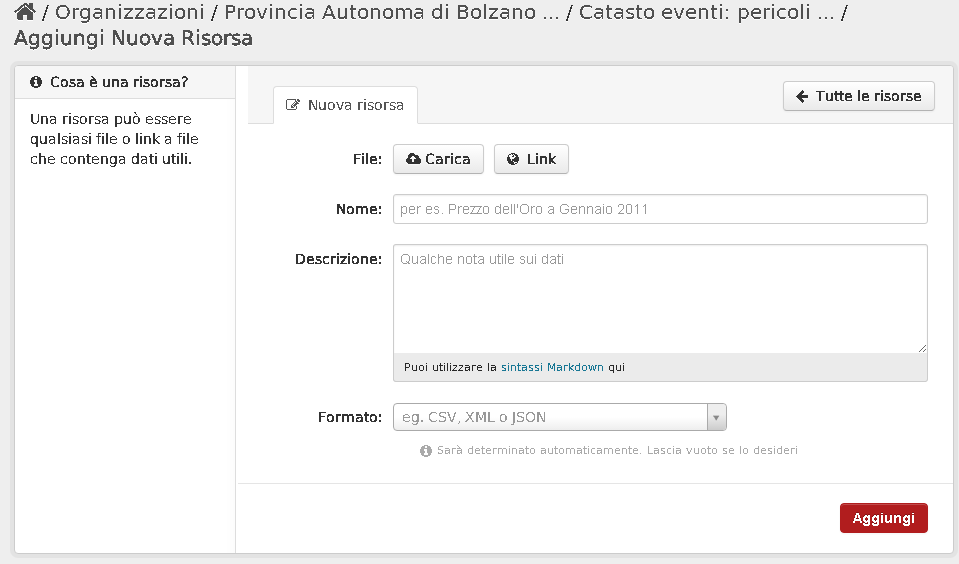 / Organizzazioni / Provincia Autonoma di Bolzano ... / Catasto eventi: pericoli ... /
Aggiungi Nuova Risorsa
Cosa è una risorsa?
Una risorsa può essere
qualsiasi file o link a file
che contenga dati utili.
Nuova risorsa
Tutte le risorse
File: Carica Link
Nome: per es. Prezzo dell'Oro a Gennaio 2011
Descrizione: Qualche nota utile sui dati
Puoi utilizzare la sintassi Markdown qui
Formato: eg. CSV, XML o JSON
Sarà determinato automaticamente. Lascia vuoto se lo desideri
Aggiungi